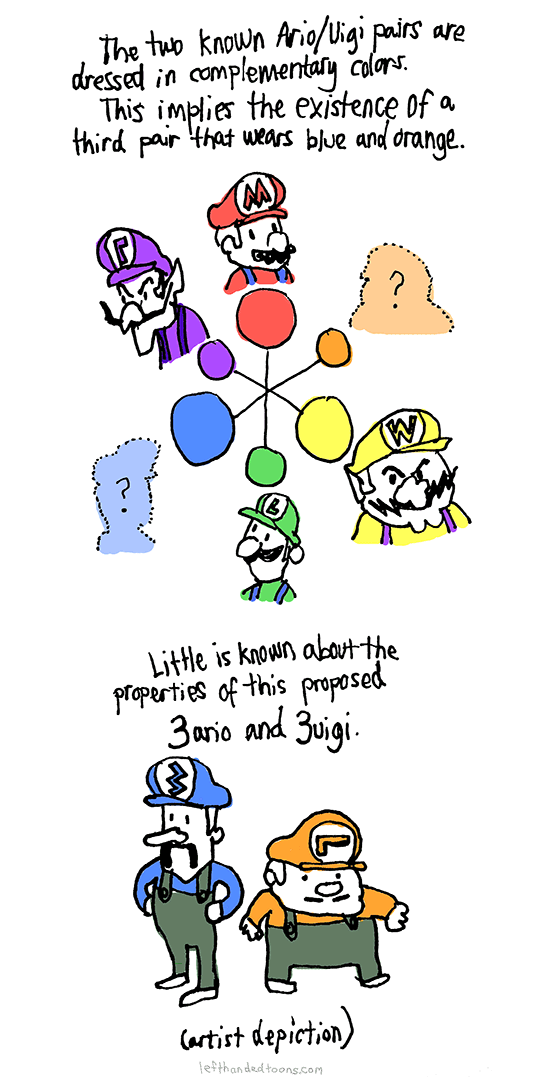 The two known Ario/Uigi pairs are
dressed in complementary colors.
This implies the existence of a
third pair that wears blue and orange.
M
Γ
?
W
?
L
Little is known about the
properties of this proposed
3ario and 3uigi.
(artist depiction)
lefthandedtoons.com